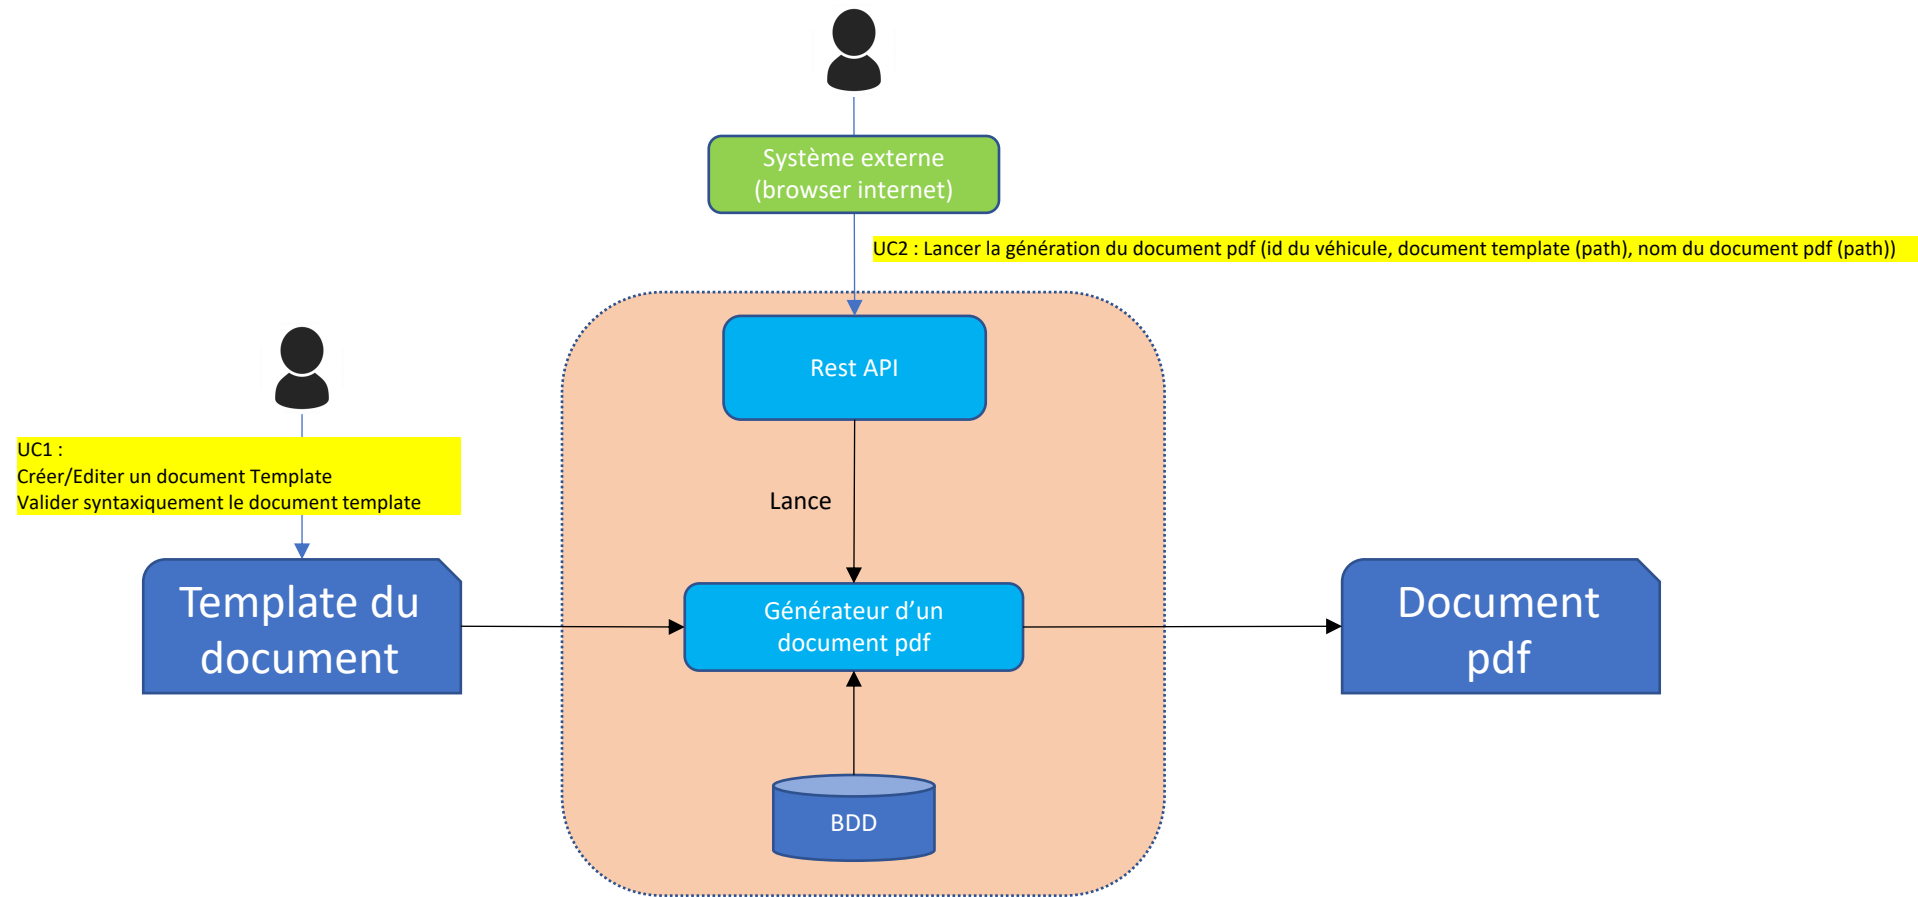 Système externe
(browser internet)
UC2 : Lancer la génération du document pdf (id du véhicule, document template (path), nom du document pdf (path))
Rest API
UC1 :
Créer/Editer un document Template
Valider syntaxiquement le document template
Lance
Template du
document
Générateur d’un
document pdf
Document
pdf
BDD